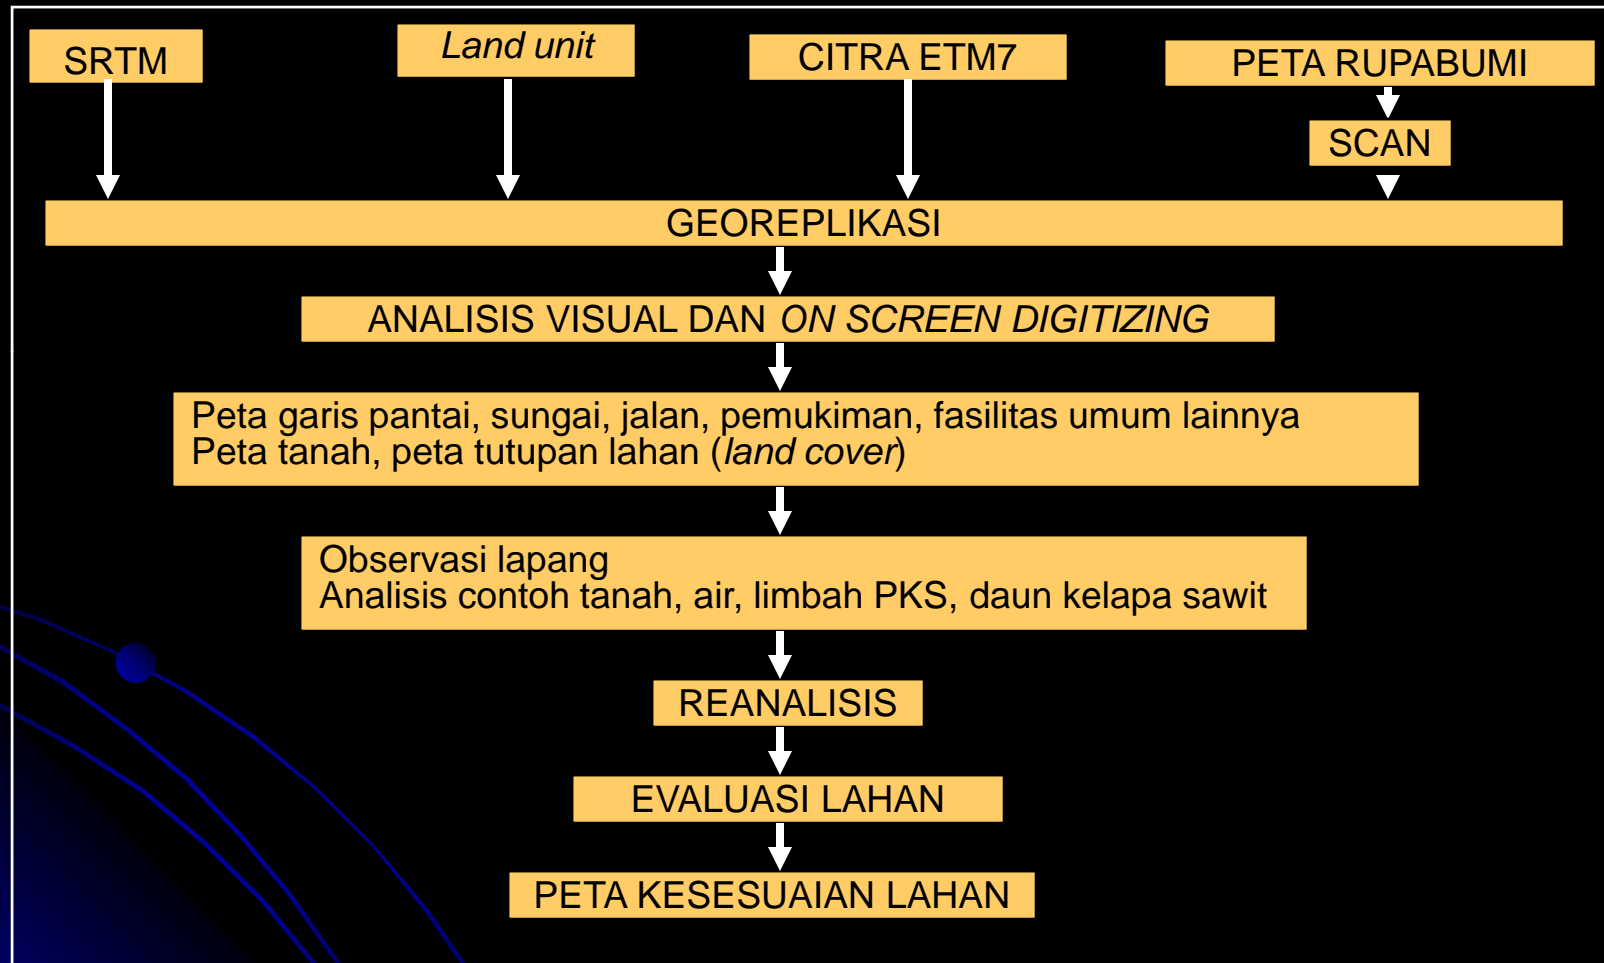 SRTM
Land unit
CITRA ETM7
PETA RUPABUMI
SCAN
GEOREPLIKASI
ANALISIS VISUAL DAN ON SCREEN DIGITIZING
Peta garis pantai, sungai, jalan, pemukiman, fasilitas umum lainnya
Peta tanah, peta tutupan lahan (land cover)
Observasi lapang
Analisis contoh tanah, air, limbah PKS, daun kelapa sawit
REANALISIS
EVALUASI LAHAN
PETA KESESUAIAN LAHAN